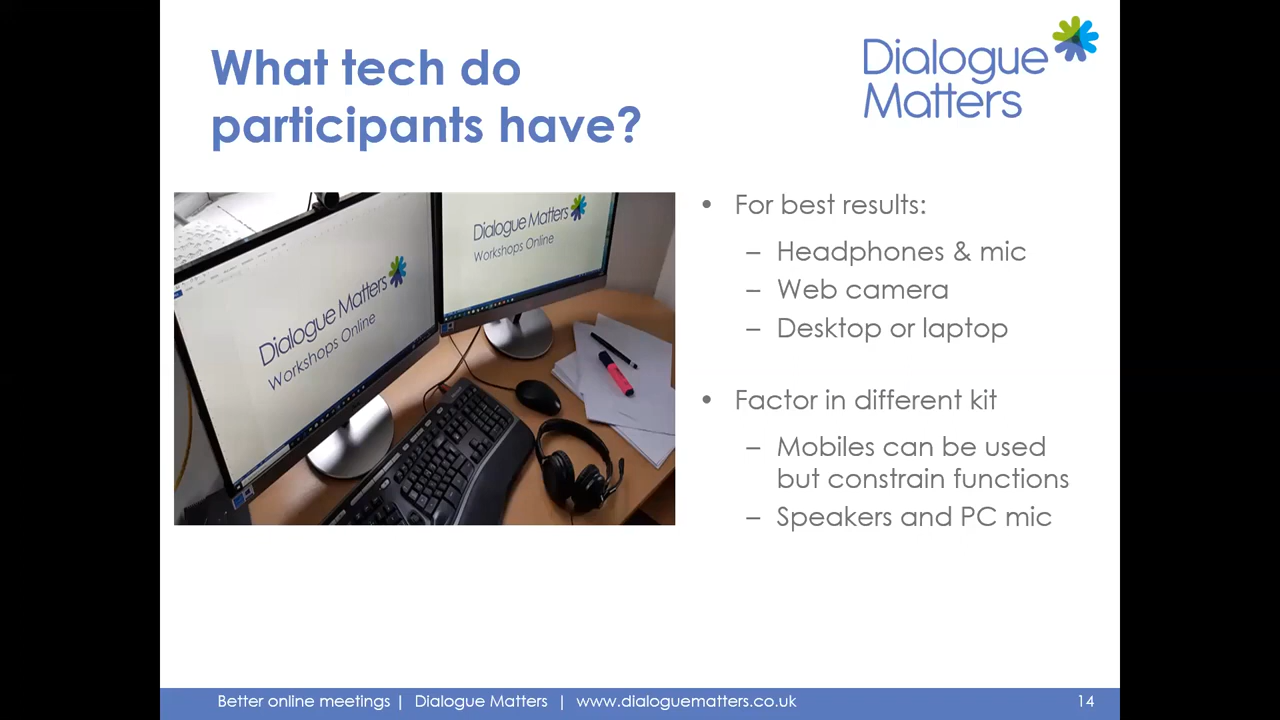 What tech do
participants have?
Dialogue
Matters
Dialogue Matters
Workshops Online
Dialogue Matters
Workshops Online
• For best results:
– Headphones & mic
– Web camera
– Desktop or laptop
• Factor in different kit
– Mobiles can be used
but constrain functions
– Speakers and PC mic
Better online meetings | Dialogue Matters | www.dialoguematters.co.uk
14